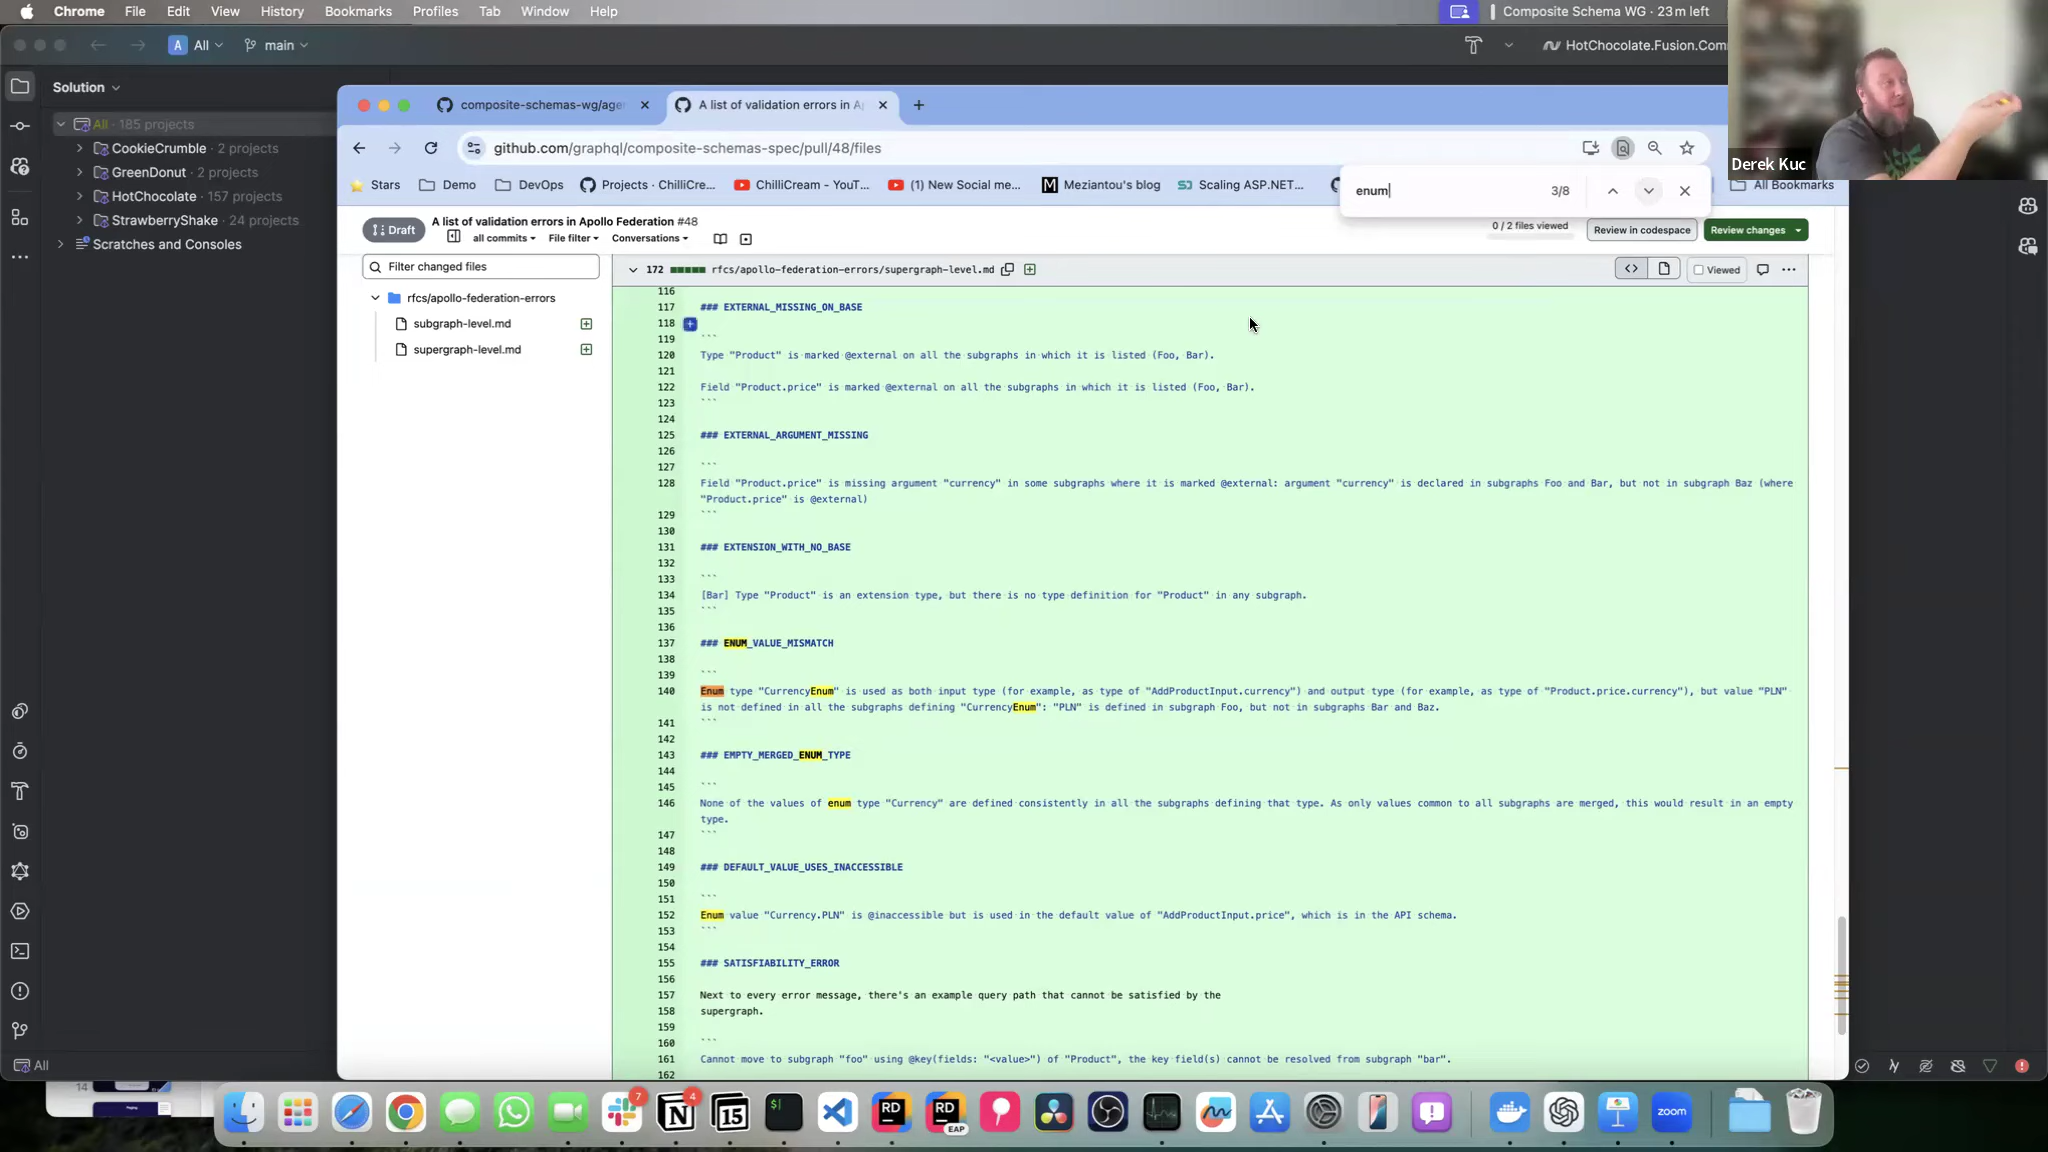 Chrome File Edit View History Bookmarks Profiles Tab Window Help
Composite Schema WG · 23 m left
A All main
HotChocolate.Fusion.Com
Solution
All · 185 projects
CookieCrumble · 2 projects
GreenDonut · 2 projects
HotChocolate · 157 projects
StrawberryShake · 24 projects
Scratches and Consoles
composite-schemas-wg/age
A list of validation errors in A
github.com/graphql/composite-schemas-spec/pull/48/files
Stars Demo DevOps Projects · ChilliCre... ChilliCream - YouT... (1) New Social me... Meziantou's blog Scaling ASP.NET... All Bookmarks
enum 3/8
Derek Kuc
Draft
A list of validation errors in Apollo Federation #48
all commits File filter Conversations
0 / 2 files viewed
Review in codespace
Review changes
Filter changed files
rfcs/apollo-federation-errors
subgraph-level.md
supergraph-level.md
172 rfcs/apollo-federation-errors/supergraph-level.md
Viewed
116
117 ### EXTERNAL_MISSING_ON_BASE
118
119 ```
120 Type "Product" is marked @external on all the subgraphs in which it is listed (Foo, Bar).
121
122 Field "Product.price" is marked @external on all the subgraphs in which it is listed (Foo, Bar).
123 ```
124
125 ### EXTERNAL_ARGUMENT_MISSING
126
127 ```
128 Field "Product.price" is missing argument "currency" in some subgraphs where it is marked @external: argument "currency" is declared in subgraphs Foo and Bar, but not in subgraph Baz (where
"Product.price" is @external)
129 ```
130
131 ### EXTENSION_WITH_NO_BASE
132
133 ```
134 [Bar] Type "Product" is an extension type, but there is no type definition for "Product" in any subgraph.
135 ```
136
137 ### ENUM_VALUE_MISMATCH
138
139 ```
140 Enum type "CurrencyEnum" is used as both input type (for example, as type of "AddProductInput.currency") and output type (for example, as type of "Product.price.currency"), but value "PLN"
is not defined in all the subgraphs defining "CurrencyEnum": "PLN" is defined in subgraph Foo, but not in subgraphs Bar and Baz.
141 ```
142
143 ### EMPTY_MERGED_ENUM_TYPE
144
145 ```
146 None of the values of enum type "Currency" are defined consistently in all the subgraphs defining that type. As only values common to all subgraphs are merged, this would result in an empty
type.
147 ```
148
149 ### DEFAULT_VALUE_USES_INACCESSIBLE
150
151 ```
152 Enum value "Currency.PLN" is @inaccessible but is used in the default value of "AddProductInput.price", which is in the API schema.
153 ```
154
155 ### SATISFIABILITY_ERROR
156
157 Next to every error message, there's an example query path that cannot be satisfied by the
158 supergraph.
159
160 ```
161 Cannot move to subgraph "foo" using @key(fields: "<value>") of "Product", the key field(s) cannot be resolved from subgraph "bar".
162
All
14
7
4
15
RD
RD
EAP
zoom